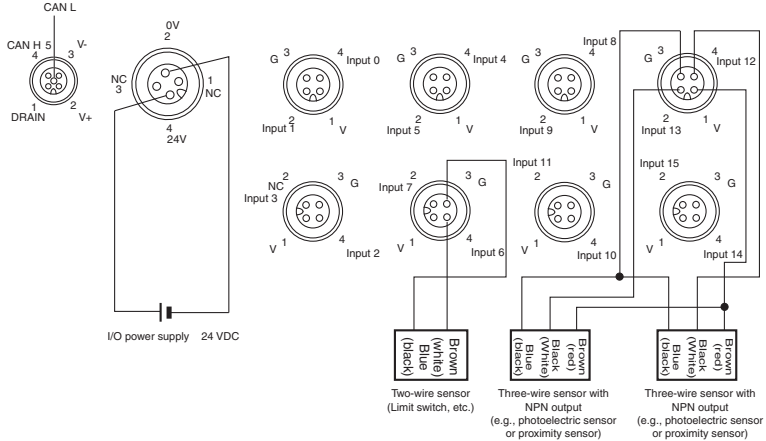 CAN L
CAN H 5 V-
4 3
1 2
DRAIN V+
0V
2
NC
3
1
NC
4
24V
G 3 4 Input 0
2 1 V
Input 1
G 3 4 Input 4
2 1 V
Input 5
Input 8
G 3 4
2 1 V
Input 9
G 3 4 Input 12
2 1 V
Input 13
NC 2 3 G
Input 3
V 1 4 Input 2
Input 7 2 3 G
V 1 4 Input 6
Input 11
2 3 G
V 1 4 Input 10
Input 15
2 3 G
V 1 4 Input 14
I/O power supply 24 VDC
Brown
(white)
Blue
(black)
Two-wire sensor
(Limit switch, etc.)
Brown
(red)
Black
(White)
Blue
(black)
Three-wire sensor with
NPN output
(e.g., photoelectric sensor
or proximity sensor)
Brown
(red)
Black
(White)
Blue
(black)
Three-wire sensor with
NPN output
(e.g., photoelectric sensor
or proximity sensor)